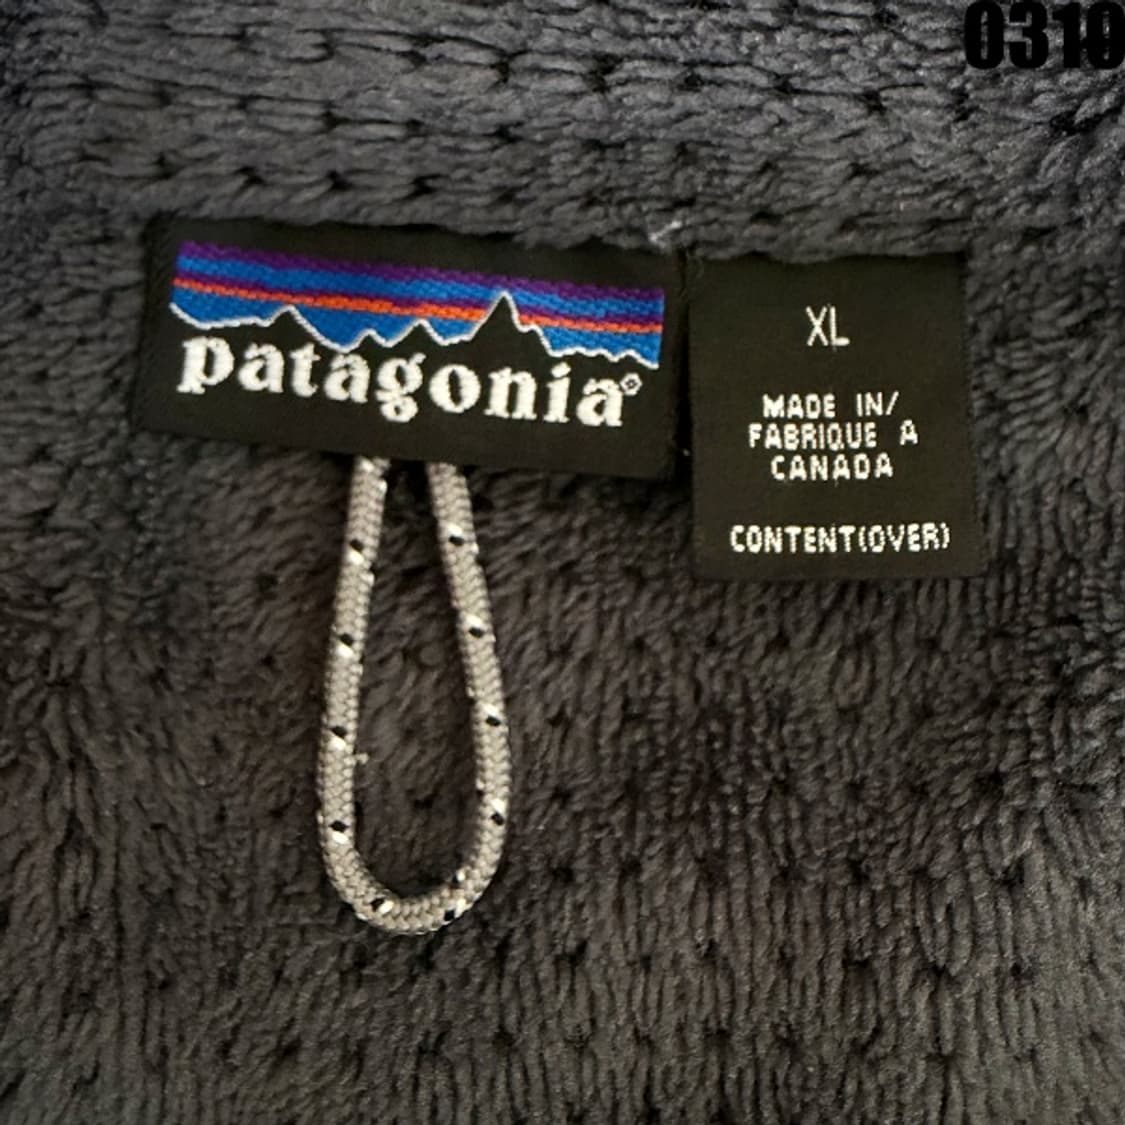 0310
patagonia®
XL
MADE IN/
FABRIQUE A
CANADA
CONTENT(OVER)